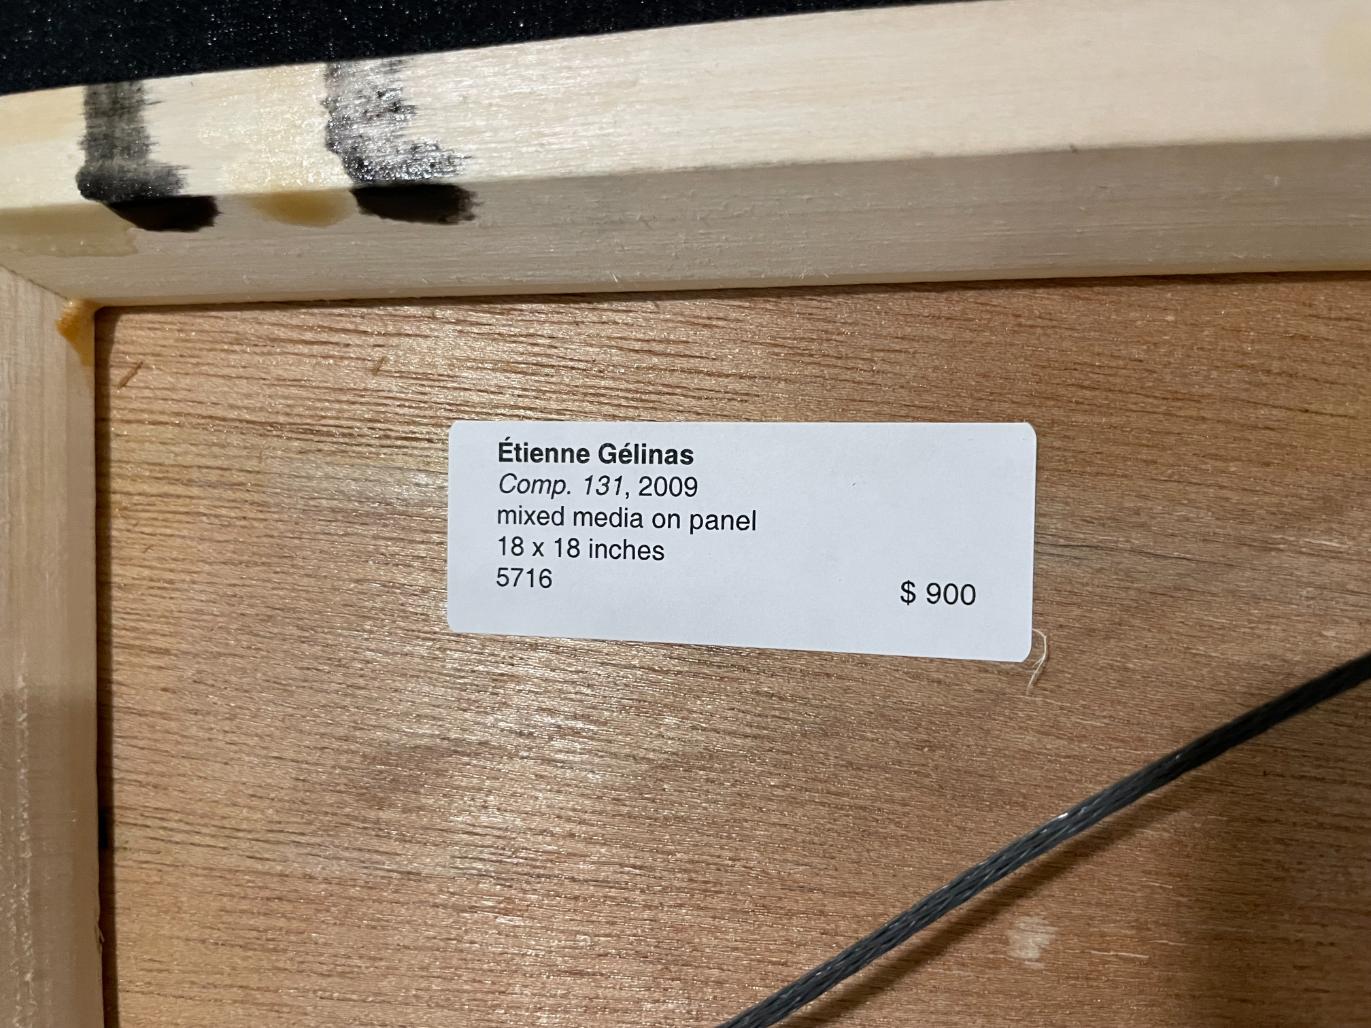 Étienne Gélinas
Comp. 131, 2009
mixed media on panel
18 x 18 inches
5716
$ 900